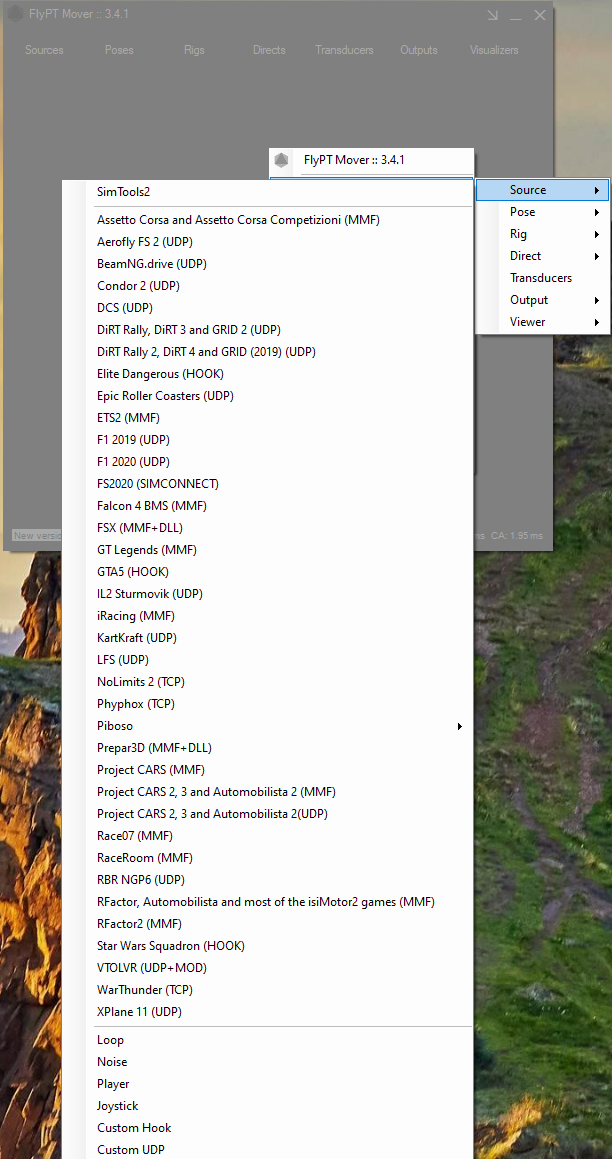 FlyPT Mover :: 3.4.1
Sources Poses Rigs Directs Transducers Outputs Visualizers
FlyPT Mover :: 3.4.1
Source
Pose
Rig
Direct
Transducers
Output
Viewer
SimTools2
Assetto Corsa and Assetto Corsa Competizioni (MMF)
Aerofly FS 2 (UDP)
BeamNG.drive (UDP)
Condor 2 (UDP)
DCS (UDP)
DiRT Rally, DiRT 3 and GRID 2 (UDP)
DiRT Rally 2, DiRT 4 and GRID (2019) (UDP)
Elite Dangerous (HOOK)
Epic Roller Coasters (UDP)
ETS2 (MMF)
F1 2019 (UDP)
F1 2020 (UDP)
FS2020 (SIMCONNECT)
Falcon 4 BMS (MMF)
FSX (MMF+DLL)
GT Legends (MMF)
GTA5 (HOOK)
IL2 Sturmovik (UDP)
iRacing (MMF)
KartKraft (UDP)
LFS (UDP)
NoLimits 2 (TCP)
Phyphox (TCP)
Piboso
Prepar3D (MMF+DLL)
Project CARS (MMF)
Project CARS 2, 3 and Automobilista 2 (MMF)
Project CARS 2, 3 and Automobilista 2(UDP)
Race07 (MMF)
RaceRoom (MMF)
RBR NGP6 (UDP)
RFactor, Automobilista and most of the isiMotor2 games (MMF)
RFactor2 (MMF)
Star Wars Squadron (HOOK)
VTOLVR (UDP+MOD)
WarThunder (TCP)
XPlane 11 (UDP)
Loop
Noise
Player
Joystick
Custom Hook
Custom UDP
New versio
ms CA: 1.95 ms